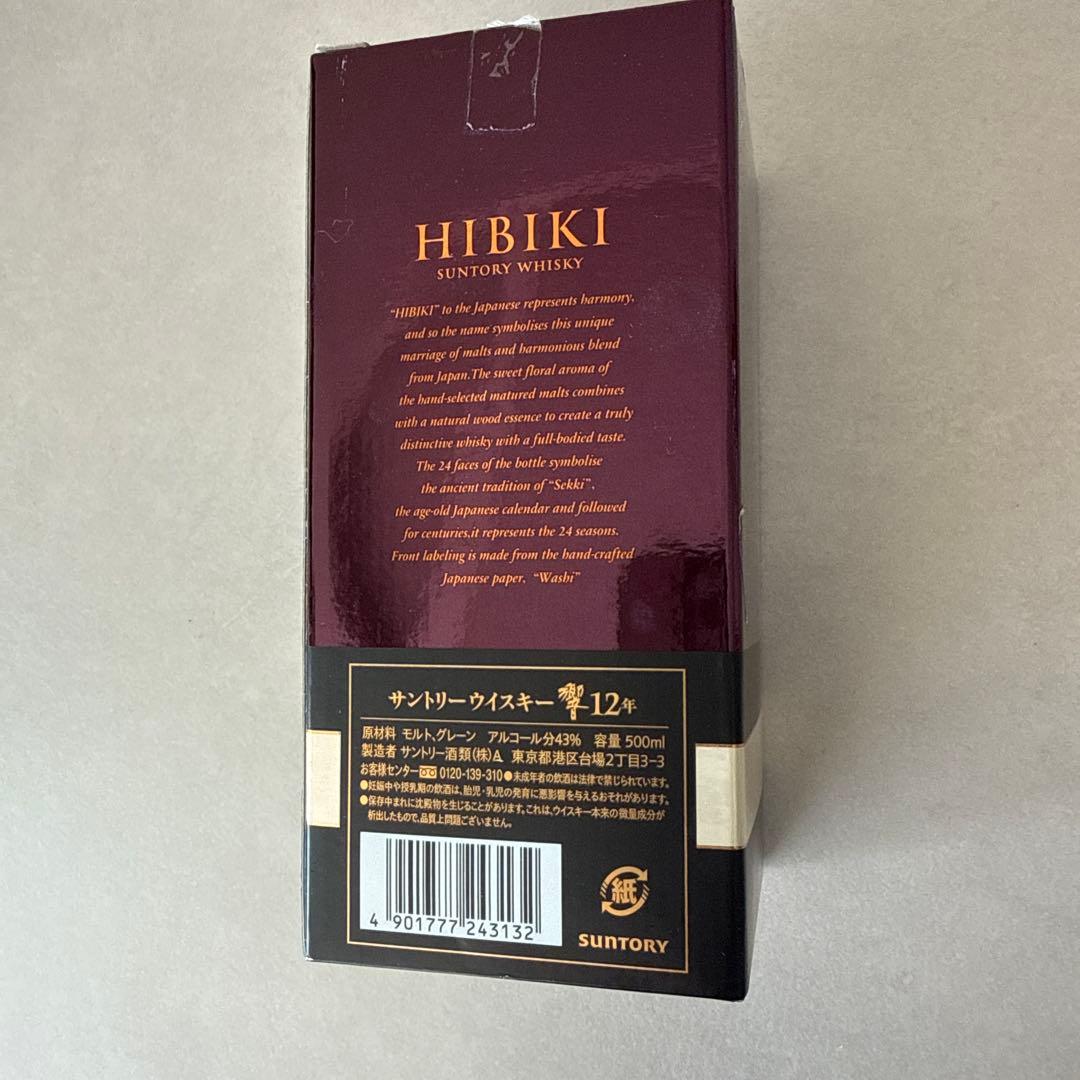 HIBIKI
SUNTORY WHISKY
"HIBIKI" to the Japanese represents harmony,
and so the name symbolises this unique
marriage of malts and harmonious blend
from Japan.The sweet floral aroma of
the hand-selected matured malts combines
with a natural wood essence to create a truly
distinctive whisky with a full-bodied taste.
The 24 faces of the bottle symbolise
the ancient tradition of "Sekki",
the age-old Japanese calendar and followed
for centuries,it represents the 24 seasons.
Front labeling is made from the hand-crafted
Japanese paper, "Washi"
サントリーウイスキー 響12年
原材料 モルト、グレーン アルコール分43% 容量 500ml
製造者 サントリー酒類(株)A 東京都港区台場2丁目3-3
お客様センター 0120-139-310●未成年者の飲酒は法律で禁じられています。
●妊娠中や授乳期の飲酒は、胎児・乳児の発育に悪影響を与えるおそれがあります。
●保存中まれに沈殿物を生じることがあります。これは、ウイスキー本来の微量成分が
析出したもので、品質上問題ございません。
紙
4 901777 243132
SUNTORY